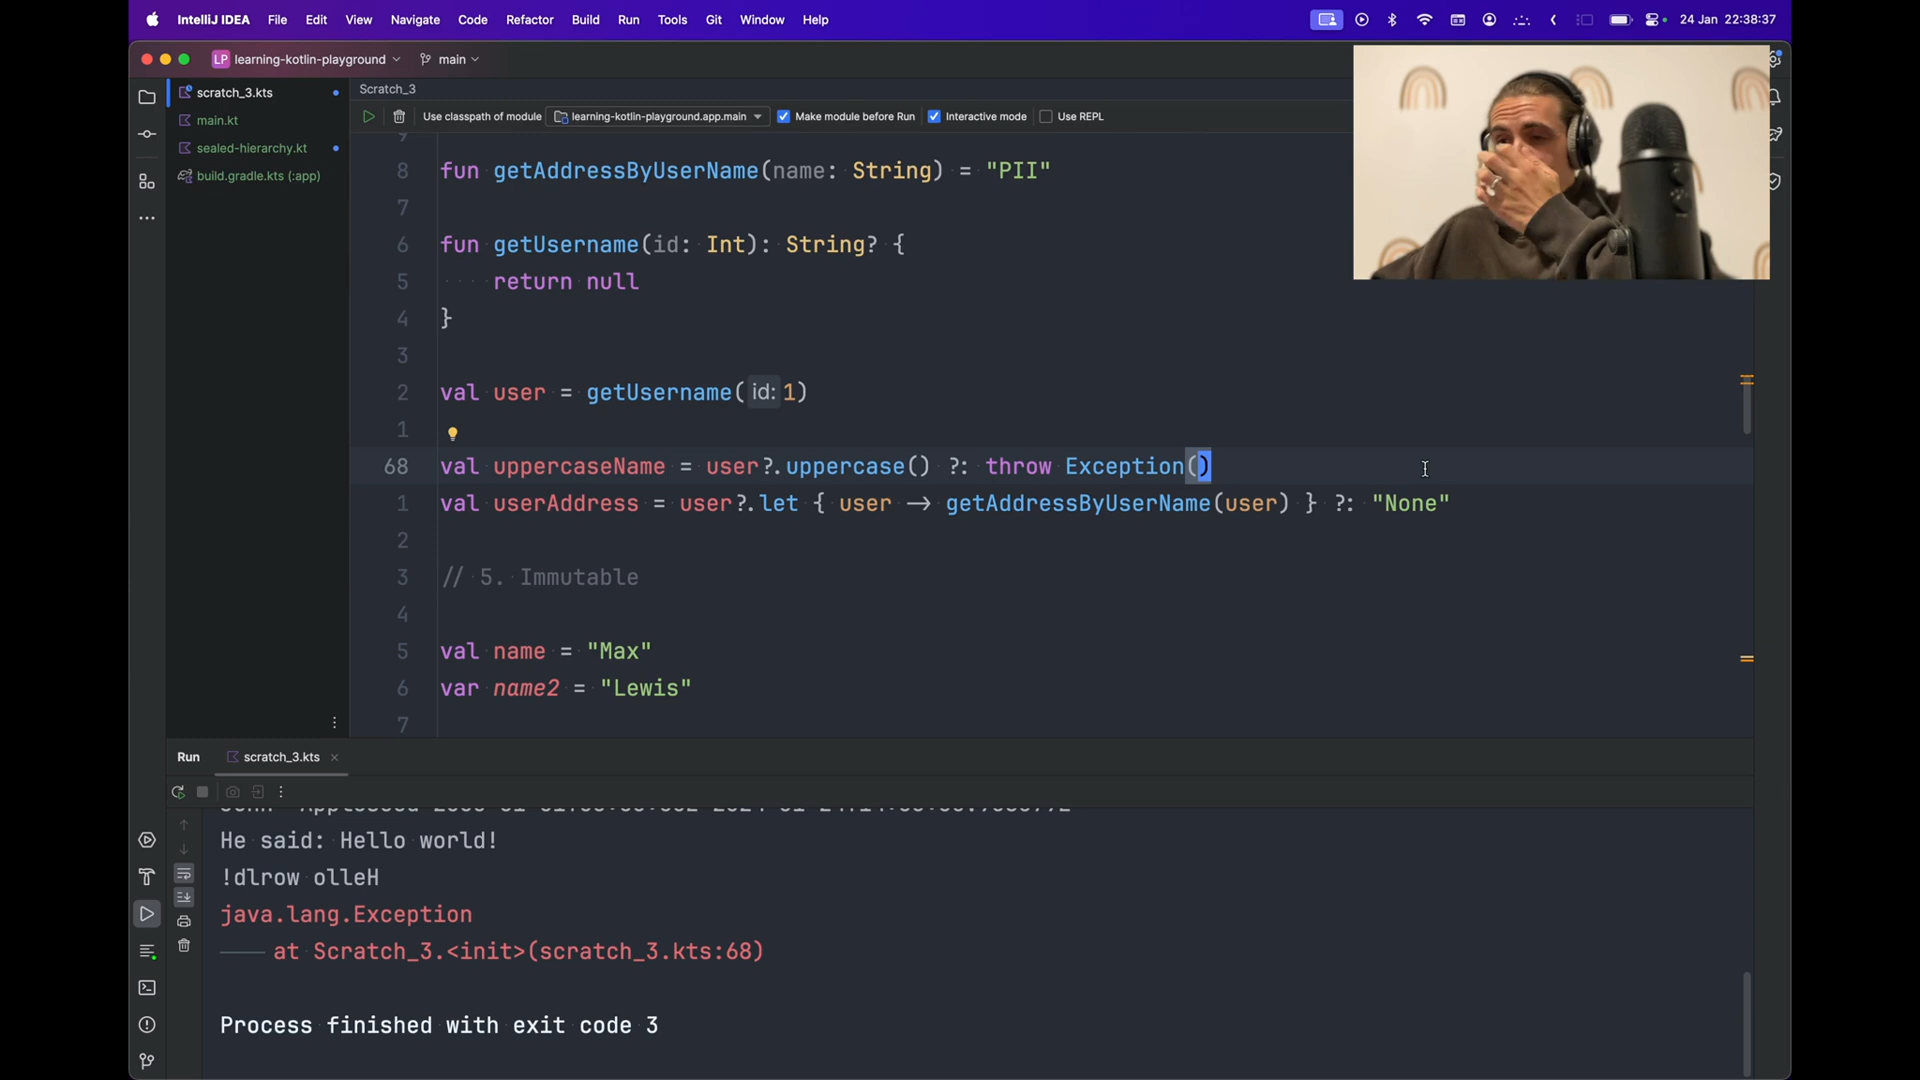 IntelliJ IDEA File Edit View Navigate Code Refactor Build Run Tools Git Window Help 24 Jan 22:38:37
LP learning-kotlin-playground main
scratch_3.kts
main.kt
sealed-hierarchy.kt
build.gradle.kts (:app)
Scratch_3
Use classpath of module learning-kotlin-playground.app.main Make module before Run Interactive mode Use REPL
9
8 fun getAddressByUserName(name: String) = "PII"
7
6 fun getUsername(id: Int): String? {
5 return null
4 }
3
2 val user = getUsername(id: 1)
1
68 val uppercaseName = user?.uppercase() ?: throw Exception()
1 val userAddress = user?.let { user -> getAddressByUserName(user) } ?: "None"
2
3 // 5. Immutable
4
5 val name = "Max"
6 var name2 = "Lewis"
7
Run scratch_3.kts
He said: Hello world!
!dlrow olleH
java.lang.Exception
at Scratch_3.<init>(scratch_3.kts:68)
Process finished with exit code 3